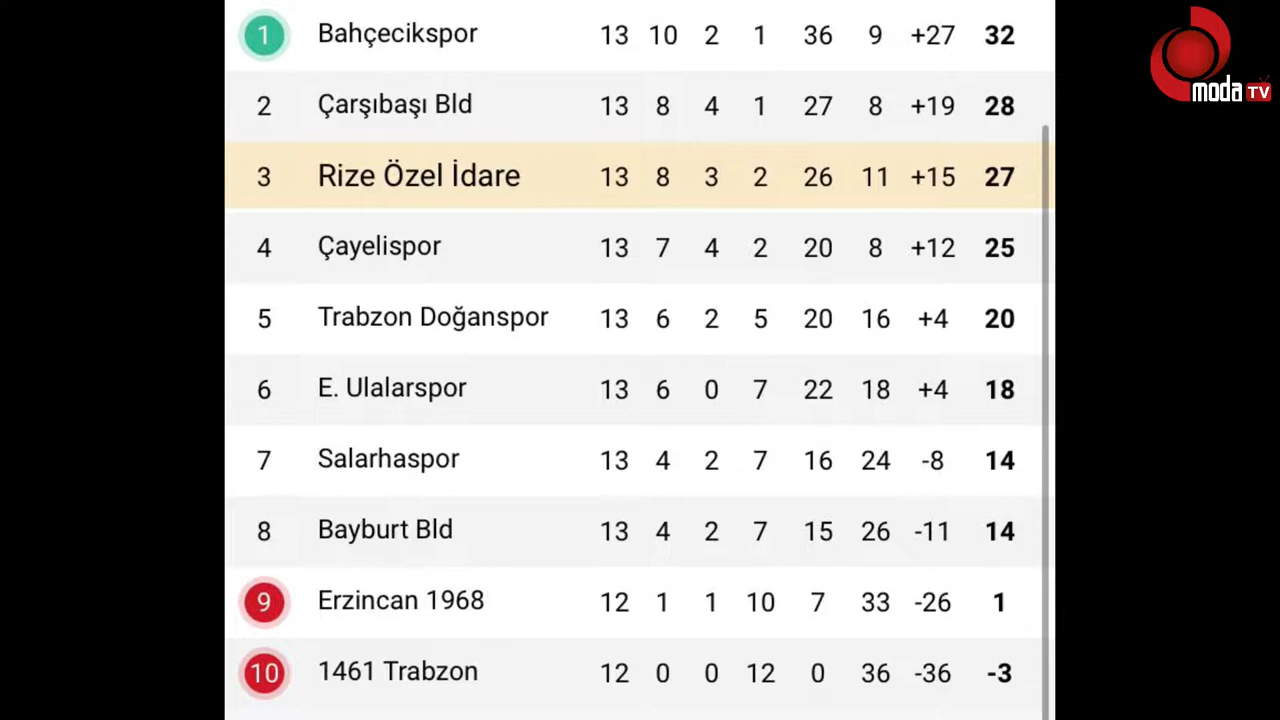 1 Bahçecikspor 13 10 2 1 36 9 +27 32
2 Çarşıbaşı Bld 13 8 4 1 27 8 +19 28
3 Rize Özel İdare 13 8 3 2 26 11 +15 27
4 Çayelispor 13 7 4 2 20 8 +12 25
5 Trabzon Doğanspor 13 6 2 5 20 16 +4 20
6 E. Ulalarspor 13 6 0 7 22 18 +4 18
7 Salarhaspor 13 4 2 7 16 24 -8 14
8 Bayburt Bld 13 4 2 7 15 26 -11 14
9 Erzincan 1968 12 1 1 10 7 33 -26 1
10 1461 Trabzon 12 0 0 12 0 36 -36 -3
moda TV